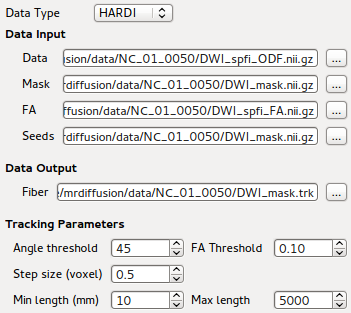 Data Type HARDI
Data Input
Data usion/data/NC_01_0050/DWI_spfi_ODF.nii.gz ...
Mask rdiffusion/data/NC_01_0050/DWI_mask.nii.gz ...
FA ffusion/data/NC_01_0050/DWI_spfi_FA.nii.gz ...
Seeds rdiffusion/data/NC_01_0050/DWI_mask.nii.gz ...
Data Output
Fiber :/mrdiffusion/data/NC_01_0050/DWI_mask.trk ...
Tracking Parameters
Angle threshold 45 FA Threshold 0.10
Step size (voxel) 0.5
Min length (mm) 10 Max length 5000